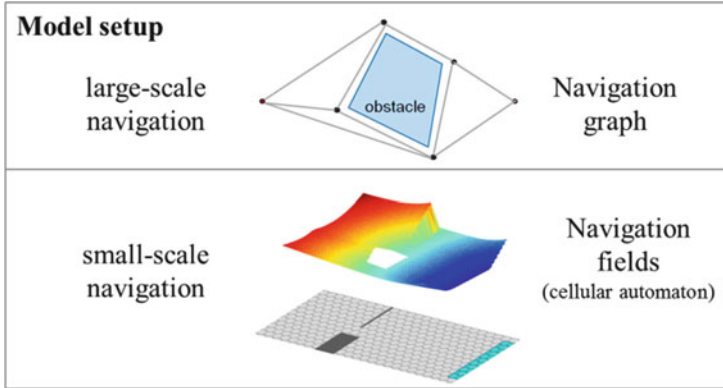 Model setup
large-scale
navigation
obstacle
Navigation
graph
small-scale
navigation
Navigation
fields
(cellular automaton)